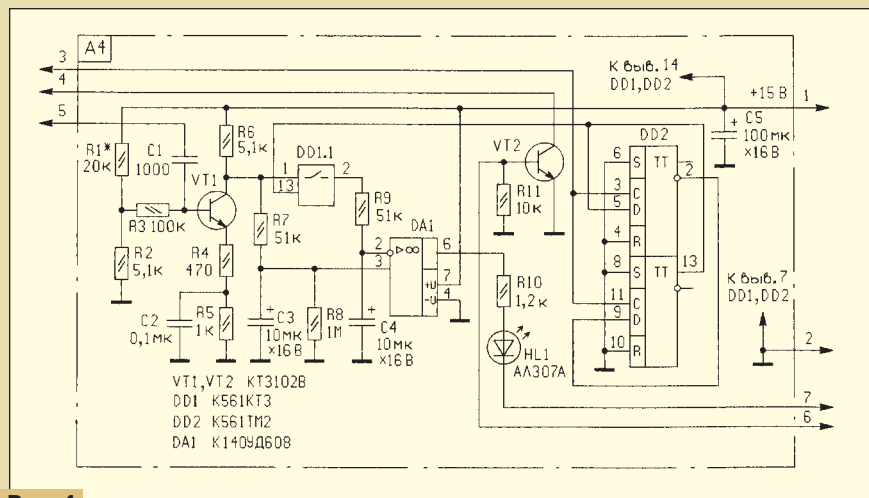 A4
3
4
5
К выв. 14
DD1,DD2
+15 В
1
R1*
20к
C1
1000
R6
5,1к
DD1.1
1
13
2
VT1
VT2
DD2
C5
100мк
×16В
R3 100к
R7
51к
R9
51к
DA1
R11
10к
R2
5,1к
R4
470
2
3
▷∞
6
7
4
+U
-U
R10
1,2к
6
3
5
4
8
11
9
10
S
C
D
R
S
C
D
R
TT
TT
2
13
К выв. 7
DD1,DD2
2
C2
0,1мк
R5
1к
C3
10мк
×16В
R8
1М
C4
10мк
×16В
HL1
АЛ307А
7
6
VT1,VT2 КТ3102В
DD1 К561КТ3
DD2 К561ТМ2
DA1 К140УД608